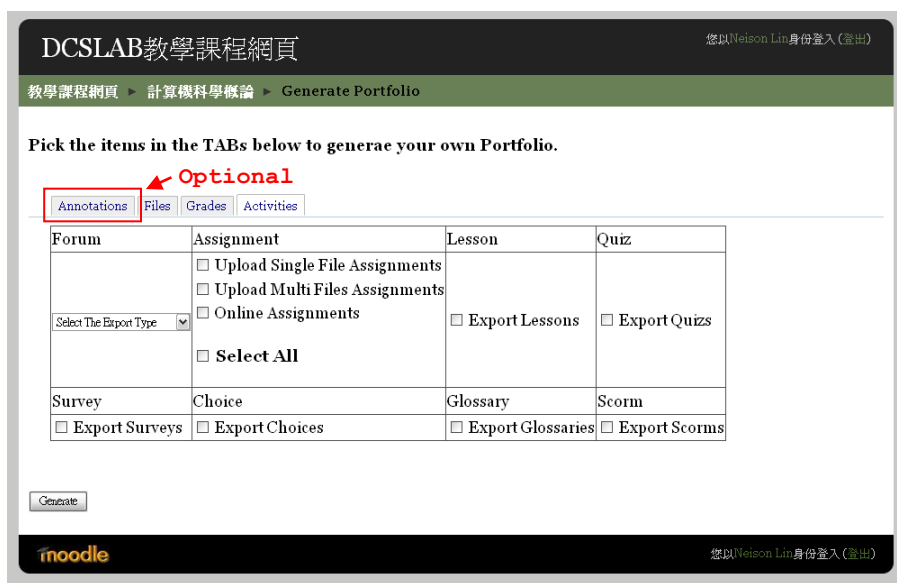 DCSLAB教學課程網頁
您以Neison Lin身份登入 (登出)
教學課程網頁 ► 計算機科學概論 ► Generate Portfolio
Pick the items in the TABs below to generae your own Portfolio.
Optional
Annotations Files Grades Activities
Forum Assignment Lesson Quiz
Select The Export Type
Upload Single File Assignments
Upload Multi Files Assignments
Online Assignments
Select All
Export Lessons
Export Quizs
Survey Choice Glossary Scorm
Export Surveys Export Choices Export Glossaries Export Scorms
Generate
moodle
您以Neison Lin身份登入 (登出)